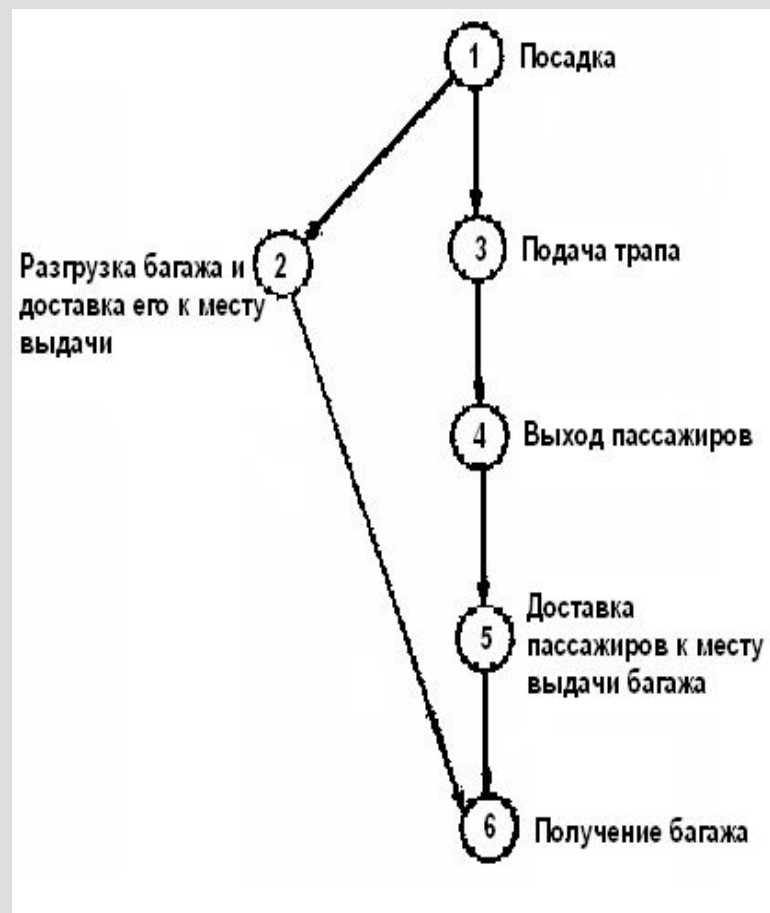 1 Посадка
2
Разгрузка багажа и
доставка его к месту
выдачи
3 Подача трапа
4 Выход пассажиров
5
Доставка
пассажиров к месту
выдачи багажа
6 Получение багажа